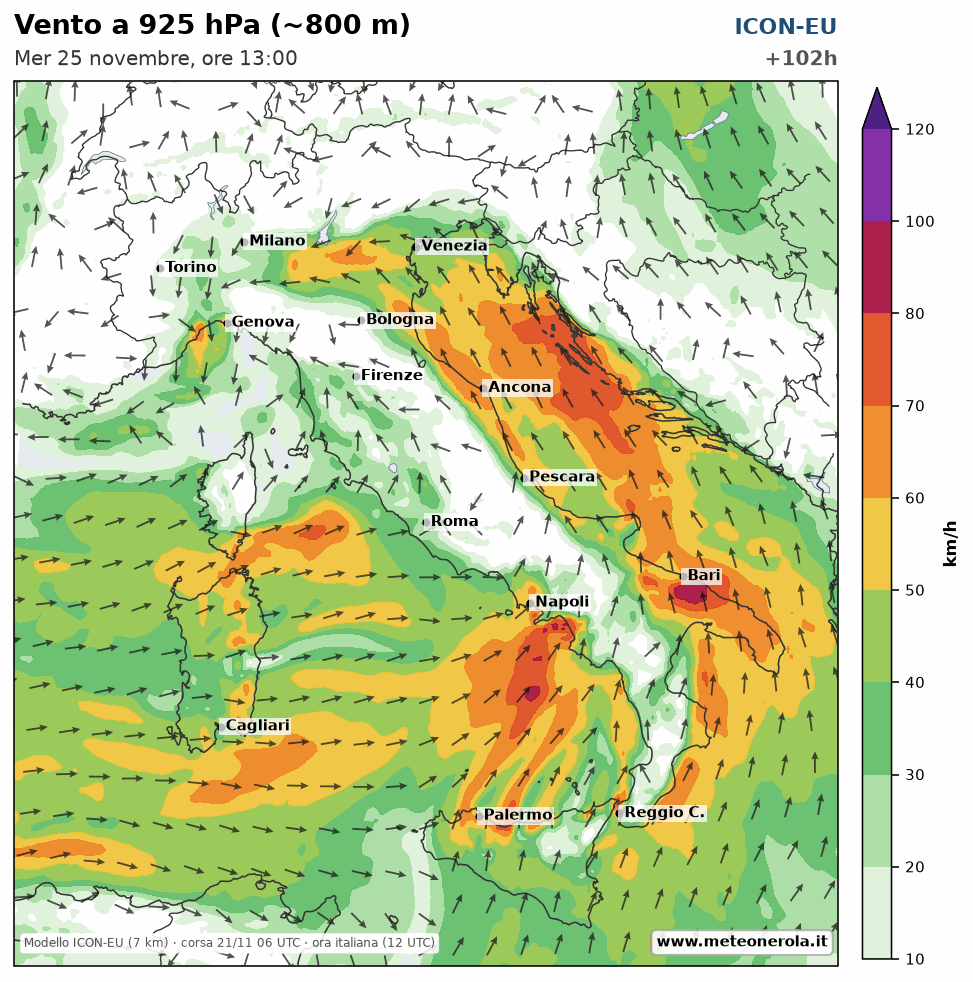 Vento a 925 hPa (~800 m)
ICON-EU
Mer 25 novembre, ore 13:00
+102h
Milano
Venezia
Torino
Genova
Bologna
Firenze
Ancona
Pescara
Roma
Bari
Napoli
Cagliari
Palermo
Reggio C.
120
100
80
70
60
50
40
30
20
10
km/h
Modello ICON-EU (7 km) · corsa 21/11 06 UTC · ora italiana (12 UTC)
www.meteonerola.it